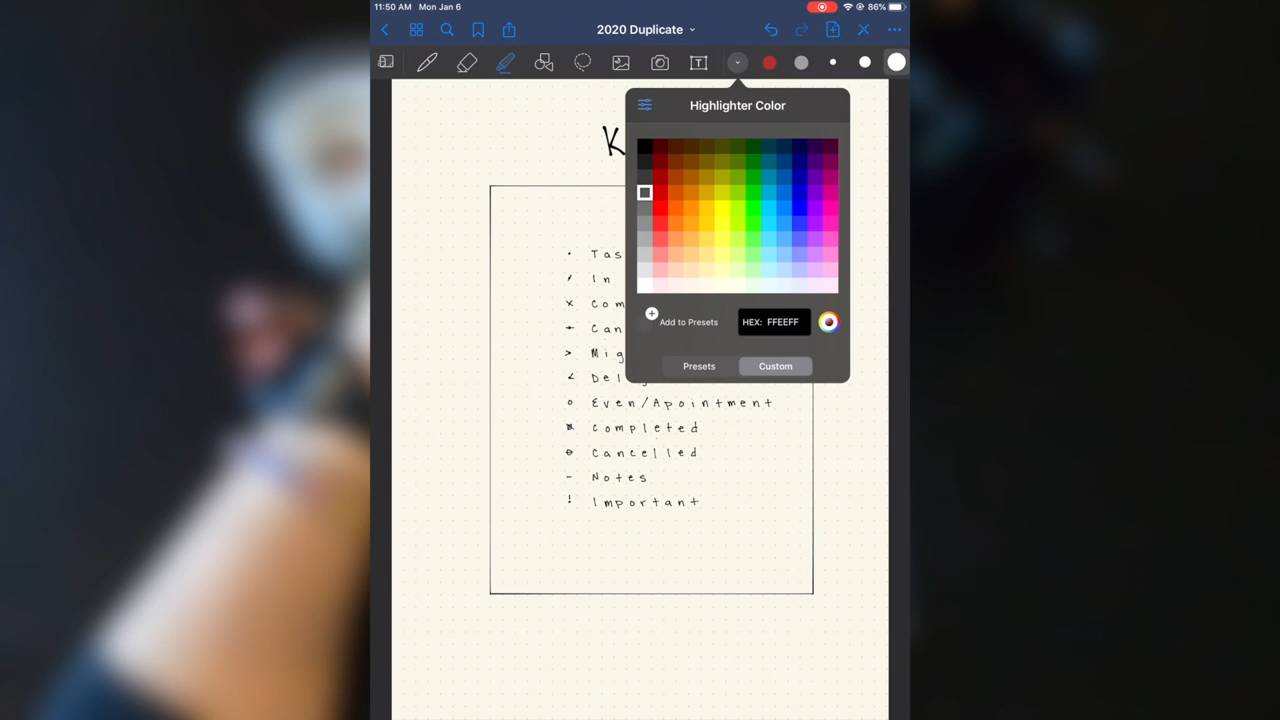 11:50 AM Mon Jan 6
86%
2020 Duplicate
T
Highlighter Color
K
Tas
In
Com
Can
Add to Presets
HEX: FFEEFF
Mig
Presets
Custom
Even/Apointment
Completed
Cancelled
Notes
! Important